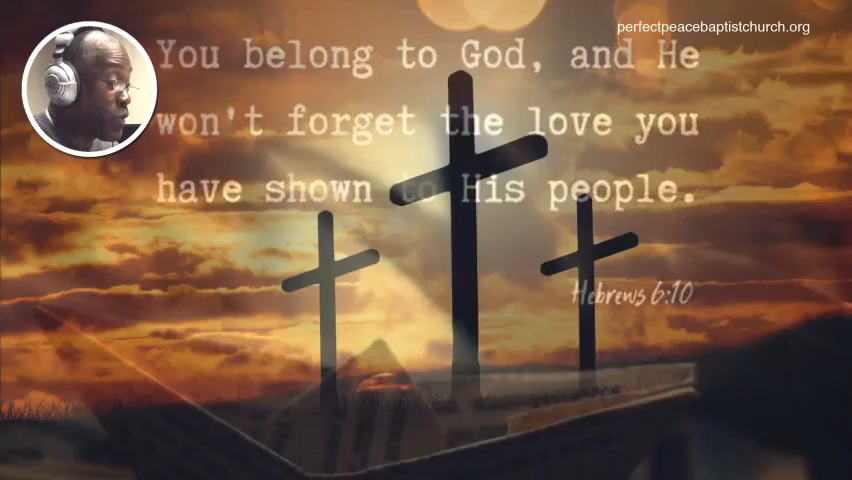 perfectpeacebaptistchurch.org
You belong to God, and He
won't forget the love you
have shown to His people.
Hebrews 6:10